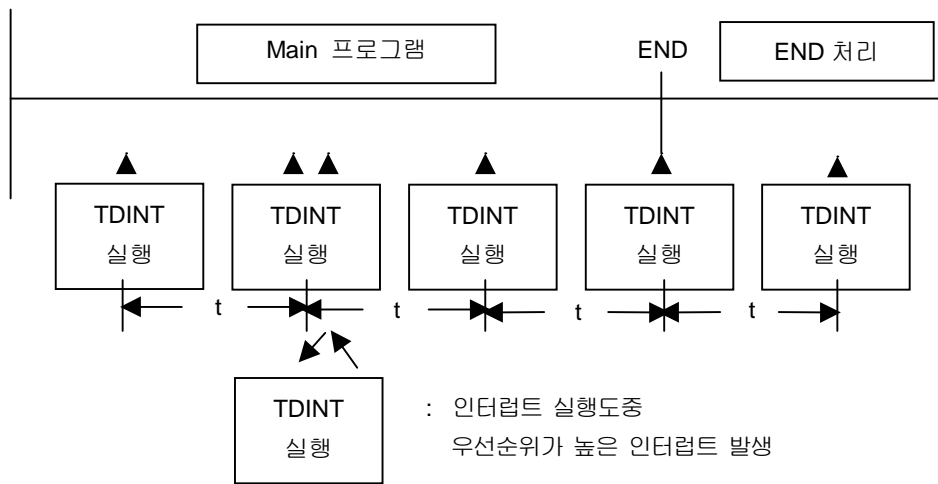 Main 프로그램
END
END 처리
TDINT
실행
TDINT
실행
TDINT
실행
TDINT
실행
TDINT
실행
t
t
t
t
TDINT
실행
: 인터럽트 실행도중
우선순위가 높은 인터럽트 발생